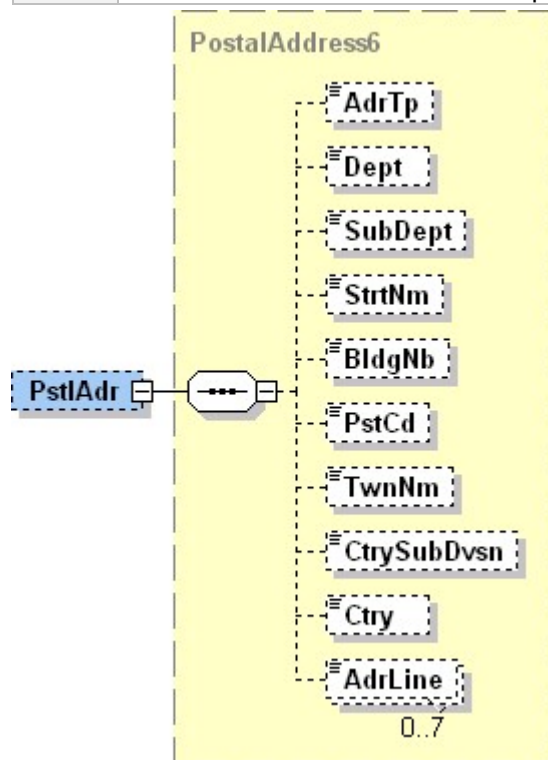 PostalAddress6
AdrTp
Dept
SubDept
StrtNm
BldgNb
PstlAdr
PstCd
TwnNm
CtrySubDvsn
Ctry
AdrLine
0..7